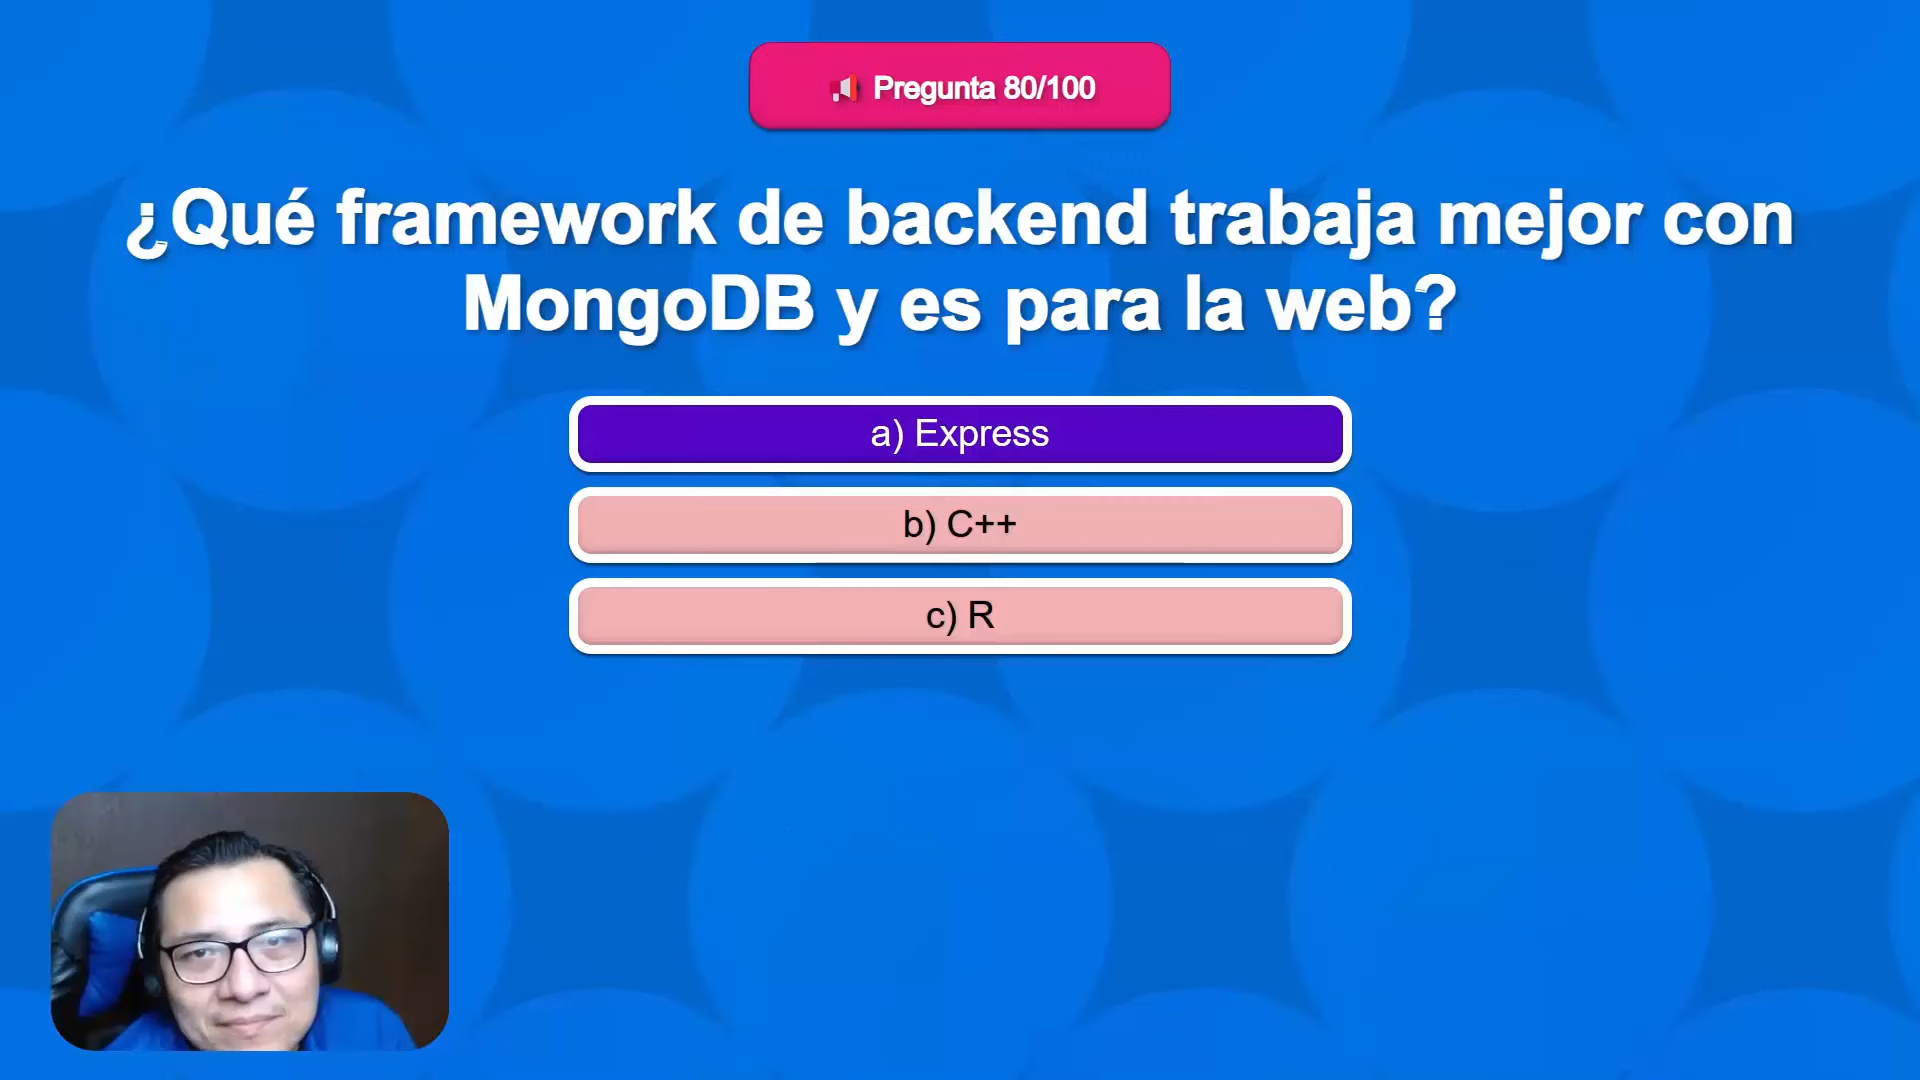 Pregunta 80/100
¿Qué framework de backend trabaja mejor con
MongoDB y es para la web?
a) Express
b) C++
c) R